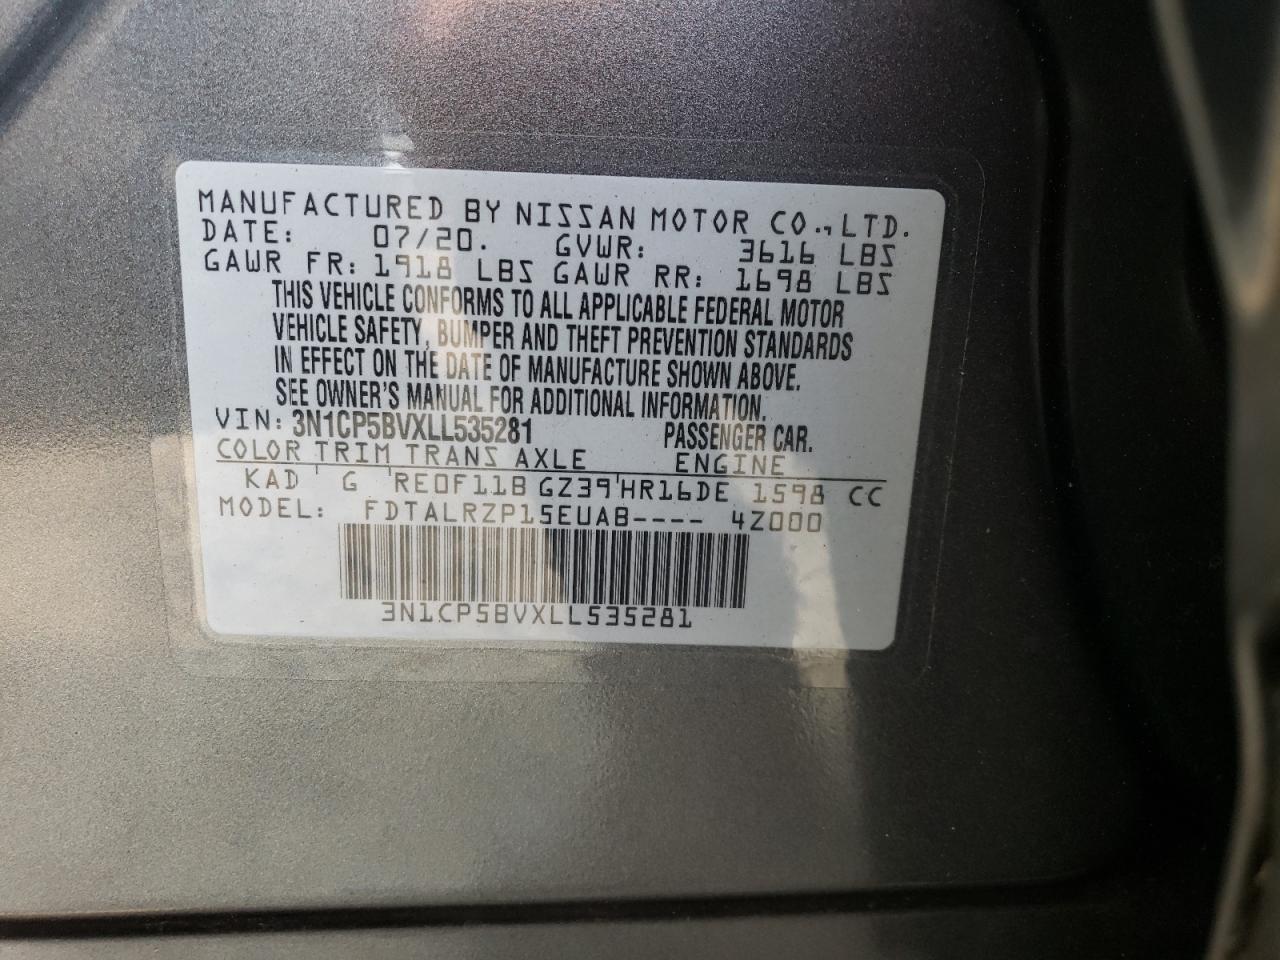 MANUFACTURED BY NISSAN MOTOR CO., LTD.
DATE: 07/20. GVWR: 3616 LBS
GAWR FR: 1918 LBS GAWR RR: 1698 LBS
THIS VEHICLE CONFORMS TO ALL APPLICABLE FEDERAL MOTOR
VEHICLE SAFETY, BUMPER AND THEFT PREVENTION STANDARDS
IN EFFECT ON THE DATE OF MANUFACTURE SHOWN ABOVE.
SEE OWNER'S MANUAL FOR ADDITIONAL INFORMATION.
VIN: 3N1CP5BVXLL535281 PASSENGER CAR.
COLOR TRIM TRANS AXLE ENGINE
KAD G RE0F11B GZ39 HR16DE 1598 CC
MODEL: FDTALRZP15EUAB---- 4Z000
3N1CP5BVXLL535281